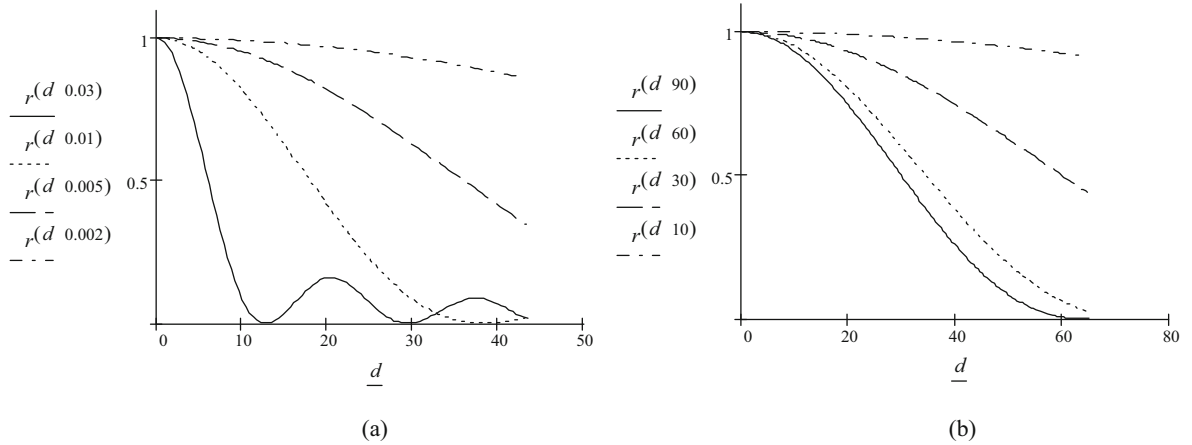 1
r(d 0.03)
r(d 0.01)
r(d 0.005)
r(d 0.002)
0.5
0 10 20 30 40 50
d
(a)
1
r(d 90)
r(d 60)
r(d 30)
r(d 10)
0.5
0 20 40 60 80
d
(b)